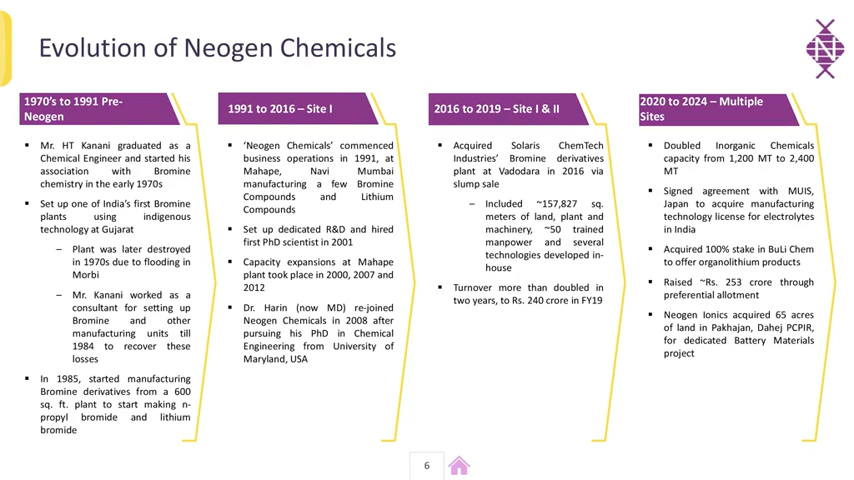 Evolution of Neogen Chemicals
1970’s to 1991 Pre-
Neogen
▪ Mr. HT Kanani graduated as a
Chemical Engineer and started his
association with Bromine
chemistry in the early 1970s
▪ Set up one of India’s first Bromine
plants using indigenous
technology at Gujarat
– Plant was later destroyed
in 1970s due to flooding in
Morbi
– Mr. Kanani worked as a
consultant for setting up
Bromine and other
manufacturing units till
1984 to recover these
losses
▪ In 1985, started manufacturing
Bromine derivatives from a 600
sq. ft. plant to start making n-
propyl bromide and lithium
bromide
1991 to 2016 – Site I
▪ ‘Neogen Chemicals’ commenced
business operations in 1991, at
Mahape, Navi Mumbai
manufacturing a few Bromine
Compounds and Lithium
Compounds
▪ Set up dedicated R&D and hired
first PhD scientist in 2001
▪ Capacity expansions at Mahape
plant took place in 2000, 2007 and
2012
▪ Dr. Harin (now MD) re-joined
Neogen Chemicals in 2008 after
pursuing his PhD in Chemical
Engineering from University of
Maryland, USA
2016 to 2019 – Site I & II
▪ Acquired Solaris ChemTech
Industries’ Bromine derivatives
plant at Vadodara in 2016 via
slump sale
– Included ~157,827 sq.
meters of land, plant and
machinery, ~50 trained
manpower and several
technologies developed in-
house
▪ Turnover more than doubled in
two years, to Rs. 240 crore in FY19
2020 to 2024 – Multiple
Sites
▪ Doubled Inorganic Chemicals
capacity from 1,200 MT to 2,400
MT
▪ Signed agreement with MUIS,
Japan to acquire manufacturing
technology license for electrolytes
in India
▪ Acquired 100% stake in BuLi Chem
to offer organolithium products
▪ Raised ~Rs. 253 crore through
preferential allotment
▪ Neogen Ionics acquired 65 acres
of land in Pakhajan, Dahej PCPIR,
for dedicated Battery Materials
project
N
6